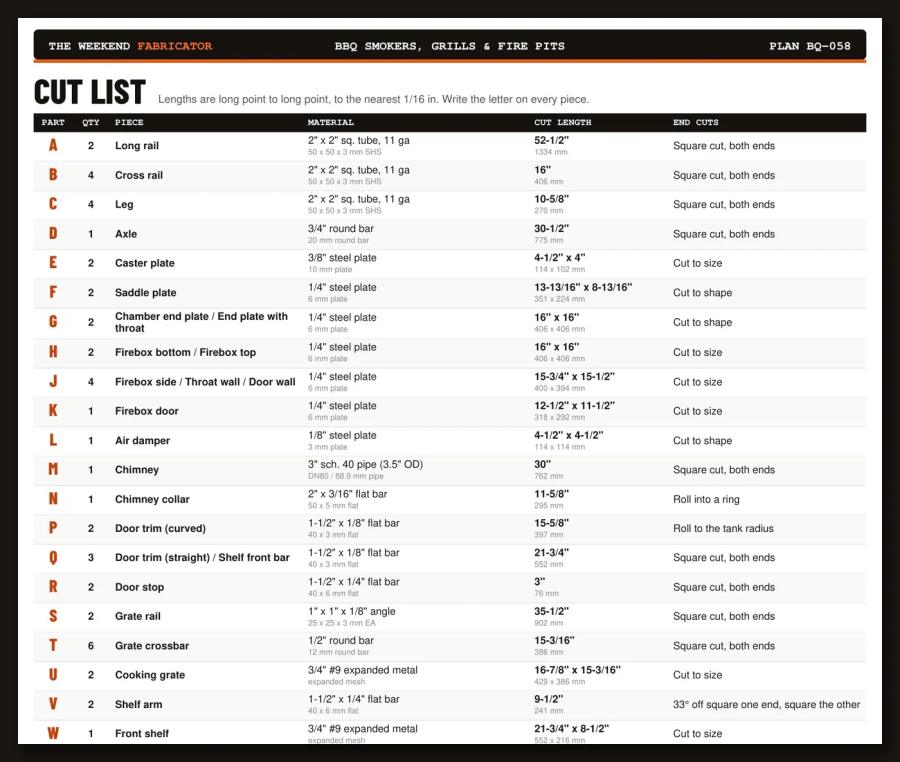 THE WEEKEND FABRICATOR BBQ SMOKERS, GRILLS & FIRE PITS PLAN BQ–058
CUT LIST Lengths are long point to long point, to the nearest 1/16 in. Write the letter on every piece.
PART QTY PIECE MATERIAL CUT LENGTH END CUTS
A 2 Long rail 2" x 2" sq. tube, 11 ga 52-1/2" Square cut, both ends
50 x 50 x 3 mm SHS 1334 mm
B 4 Cross rail 2" x 2" sq. tube, 11 ga 16" Square cut, both ends
50 x 50 x 3 mm SHS 406 mm
C 4 Leg 2" x 2" sq. tube, 11 ga 10-5/8" Square cut, both ends
50 x 50 x 3 mm SHS 270 mm
D 1 Axle 3/4" round bar 30-1/2" Square cut, both ends
20 mm round bar 775 mm
E 2 Caster plate 3/8" steel plate 4-1/2" x 4" Cut to size
10 mm plate 114 x 102 mm
F 2 Saddle plate 1/4" steel plate 13-13/16" x 8-13/16" Cut to shape
6 mm plate 351 x 224 mm
G 2 Chamber end plate / End plate with throat 1/4" steel plate 16" x 16" Cut to shape
6 mm plate 406 x 406 mm
H 2 Firebox bottom / Firebox top 1/4" steel plate 16" x 16" Cut to size
6 mm plate 406 x 406 mm
J 4 Firebox side / Throat wall / Door wall 1/4" steel plate 15-3/4" x 15-1/2" Cut to size
6 mm plate 400 x 394 mm
K 1 Firebox door 1/4" steel plate 12-1/2" x 11-1/2" Cut to size
6 mm plate 318 x 292 mm
L 1 Air damper 1/8" steel plate 4-1/2" x 4-1/2" Cut to shape
3 mm plate 114 x 114 mm
M 1 Chimney 3" sch. 40 pipe (3.5" OD) 30" Square cut, both ends
DN80 / 88.9 mm pipe 762 mm
N 1 Chimney collar 2" x 3/16" flat bar 11-5/8" Roll into a ring
50 x 5 mm flat 295 mm
P 2 Door trim (curved) 1-1/2" x 1/8" flat bar 15-5/8" Roll to the tank radius
40 x 3 mm flat 397 mm
Q 3 Door trim (straight) / Shelf front bar 1-1/2" x 1/8" flat bar 21-3/4" Square cut, both ends
40 x 3 mm flat 552 mm
R 2 Door stop 1-1/2" x 1/4" flat bar 3" Square cut, both ends
40 x 6 mm flat 76 mm
S 2 Grate rail 1" x 1" x 1/8" angle 35-1/2" Square cut, both ends
25 x 25 x 3 mm EA 902 mm
T 6 Grate crossbar 1/2" round bar 15-3/16" Square cut, both ends
12 mm round bar 386 mm
U 2 Cooking grate 3/4" #9 expanded metal 16-7/8" x 15-3/16" Cut to size
expanded mesh 429 x 386 mm
V 2 Shelf arm 1-1/2" x 1/4" flat bar 9-1/2" 33° off square one end, square the other
40 x 6 mm flat 241 mm
W 1 Front shelf 3/4" #9 expanded metal 21-3/4" x 8-1/2" Cut to size
expanded mesh 552 x 216 mm